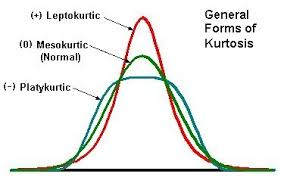 (+) Leptokurtic
General
Forms of
Kurtosis
(0) Mesokurtic
(Normal)
(−) Platykurtic